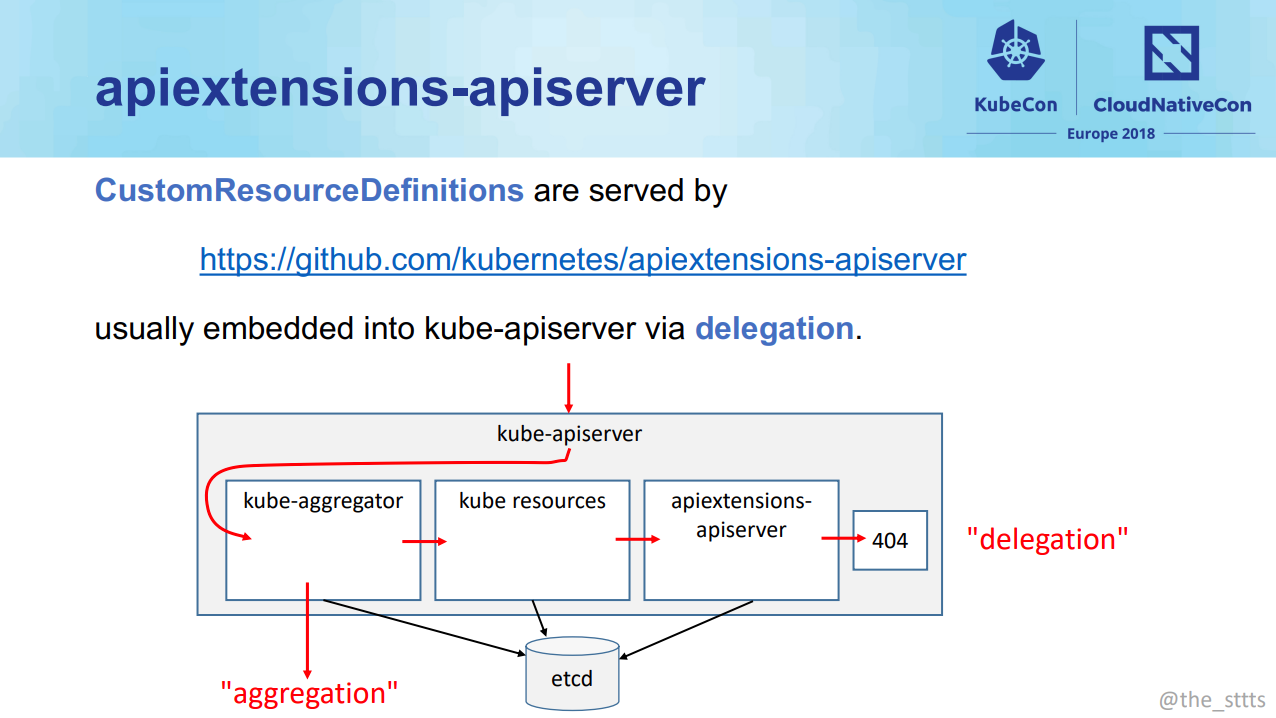 apiextensions-apiserver
KubeCon
CloudNativeCon
Europe 2018
CustomResourceDefinitions are served by
https://github.com/kubernetes/apiextensions-apiserver
usually embedded into kube-apiserver via delegation.
kube-apiserver
kube-aggregator
kube resources
apiextensions-
apiserver
404
"delegation"
etcd
"aggregation"
@the_sttts